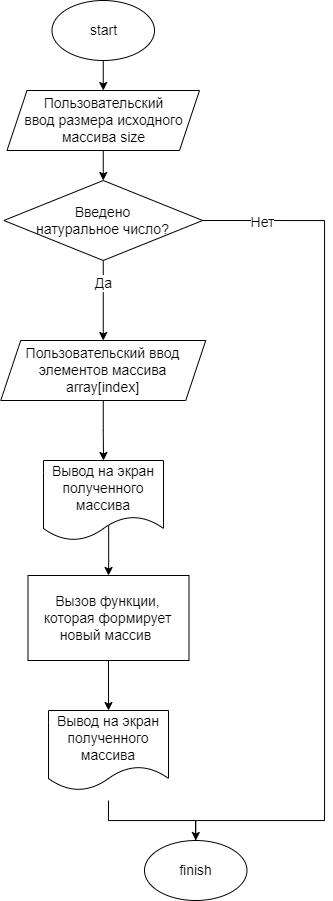 start
Пользовательский
ввод размера исходного
массива size
Введено
натуральное число?
Нет
Да
Пользовательский ввод
элементов массива
array[index]
Вывод на экран
полученного
массива
Вызов функции,
которая формирует
новый массив
Вывод на экран
полученного
массива
finish